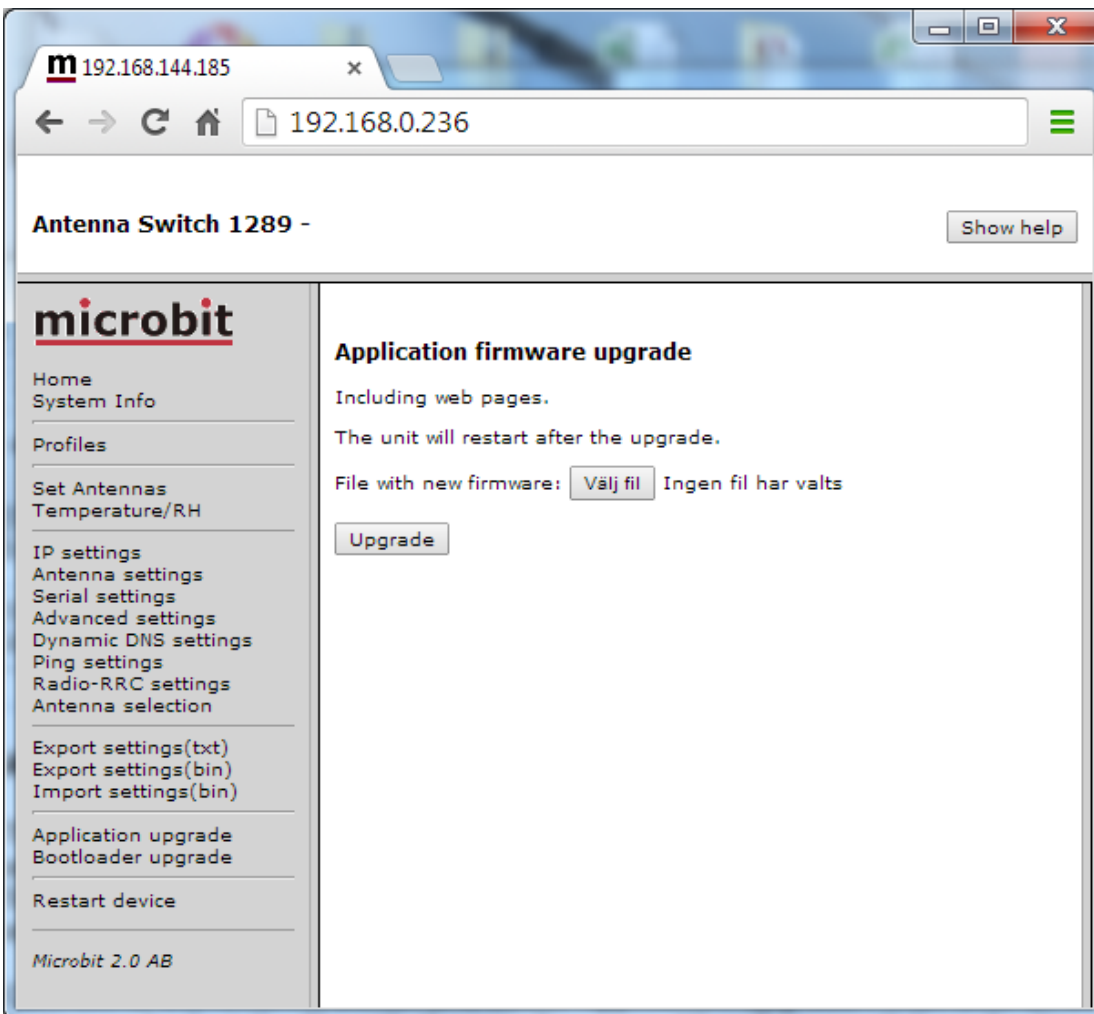 m 192.168.144.185
192.168.0.236
Antenna Switch 1289 -
Show help
microbit
Home
System Info
Profiles
Set Antennas
Temperature/RH
IP settings
Antenna settings
Serial settings
Advanced settings
Dynamic DNS settings
Ping settings
Radio-RRC settings
Antenna selection
Export settings(txt)
Export settings(bin)
Import settings(bin)
Application upgrade
Bootloader upgrade
Restart device
Microbit 2.0 AB
Application firmware upgrade
Including web pages.
The unit will restart after the upgrade.
File with new firmware: Välj fil Ingen fil har valts
Upgrade